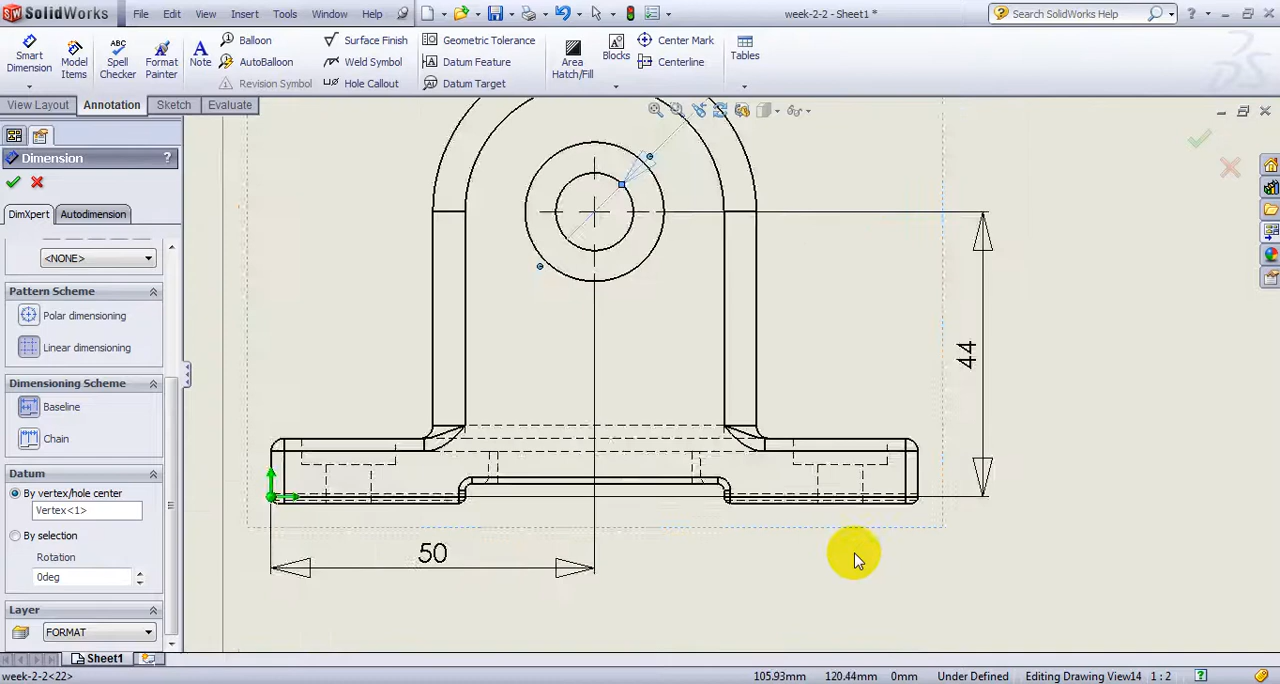 SolidWorks File Edit View Insert Tools Window Help week-2-2 - Sheet1 * Search SolidWorks Help
Smart Dimension
Model Items
ABC
Spell Checker
Format Painter
Note
Balloon
AutoBalloon
Revision Symbol
Surface Finish
Weld Symbol
Hole Callout
Geometric Tolerance
Datum Feature
Datum Target
Area Hatch/Fill
Blocks
Center Mark
Centerline
Tables
View Layout Annotation Sketch Evaluate
Dimension ?
DimXpert Autodimension
<NONE>
Pattern Scheme
Polar dimensioning
Linear dimensioning
Dimensioning Scheme
Baseline
Chain
Datum
By vertex/hole center
Vertex<1>
By selection
Rotation
0deg
Layer
FORMAT
44
50
Sheet1
week-2-2<22> 105.93mm 120.44mm 0mm Under Defined Editing Drawing View14 1 : 2